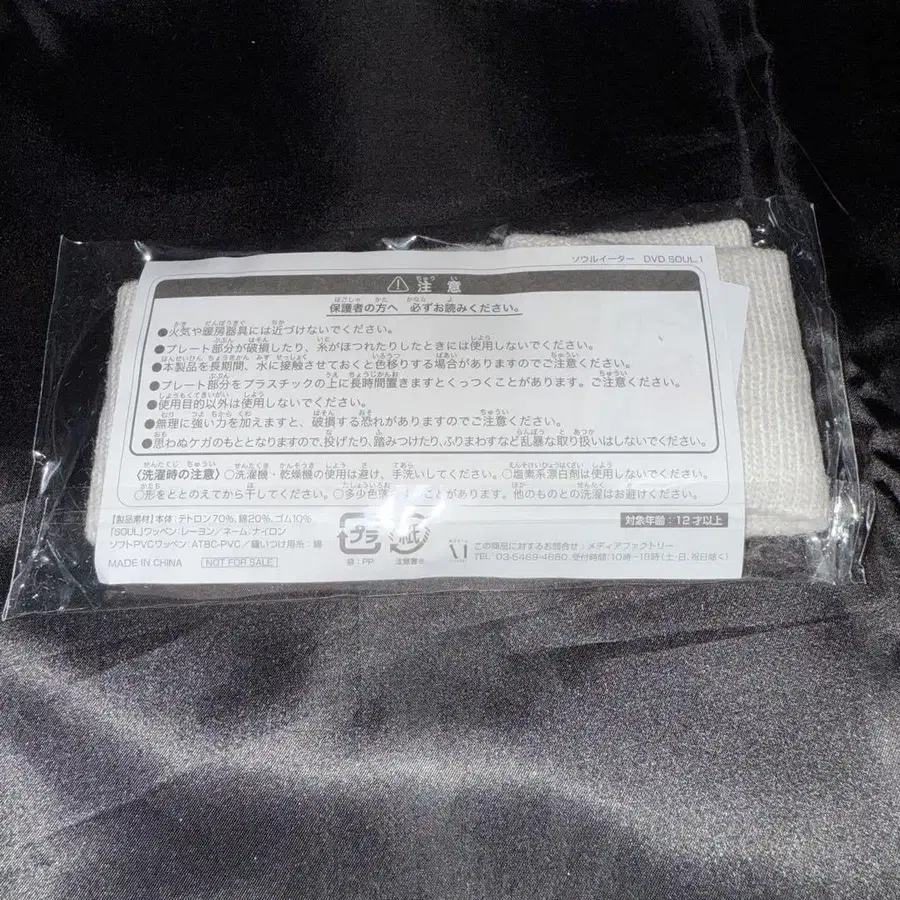 ソウルイーター DVD SOUL.1
注意
保護者の方へ 必ずお読みください。
●火気や暖房器具には近づけないでください。
●プレート部分が破損したり、糸がほつれたりしたときには使用しないでください。
●本製品を長期間、水に接触させておくと色移りする場合がありますのでご注意ください。
●プレート部分をプラスチックの上に長時間置きますとくっつくことがあります。ご注意ください。
●使用目的以外は使用しないでください。
●無理に強い力を加えますと、破損する恐れがありますのでご注意ください。
●思わぬケガのもととなりますので、投げたり、踏みつけたり、ふりまわすなど乱暴な取り扱いはしないでください。
〈洗濯時の注意〉○洗濯機・乾燥機の使用は避け、手洗いしてください。○塩素系漂白剤は使用しないでください。
○形をととのえてから干してください。○多少色落ちすることがあります。他のものとの洗濯はお避けください。
【製品素材】本体:テトロン70%、綿20%、ゴム10%
「SOUL」ワッペン:レーヨン/ネーム:ナイロン
ソフトPVCワッペン:ATBC-PVC/縫いつけ用糸:綿
MADE IN CHINA NOT FOR SALE
プラ
袋:PP
紙
注意書き
対象年齢:12才以上
この商品に対するお問合せ:メディアファクトリー
TEL:03-5469-4880 受付時間:10時~18時(土・日、祝日除く)